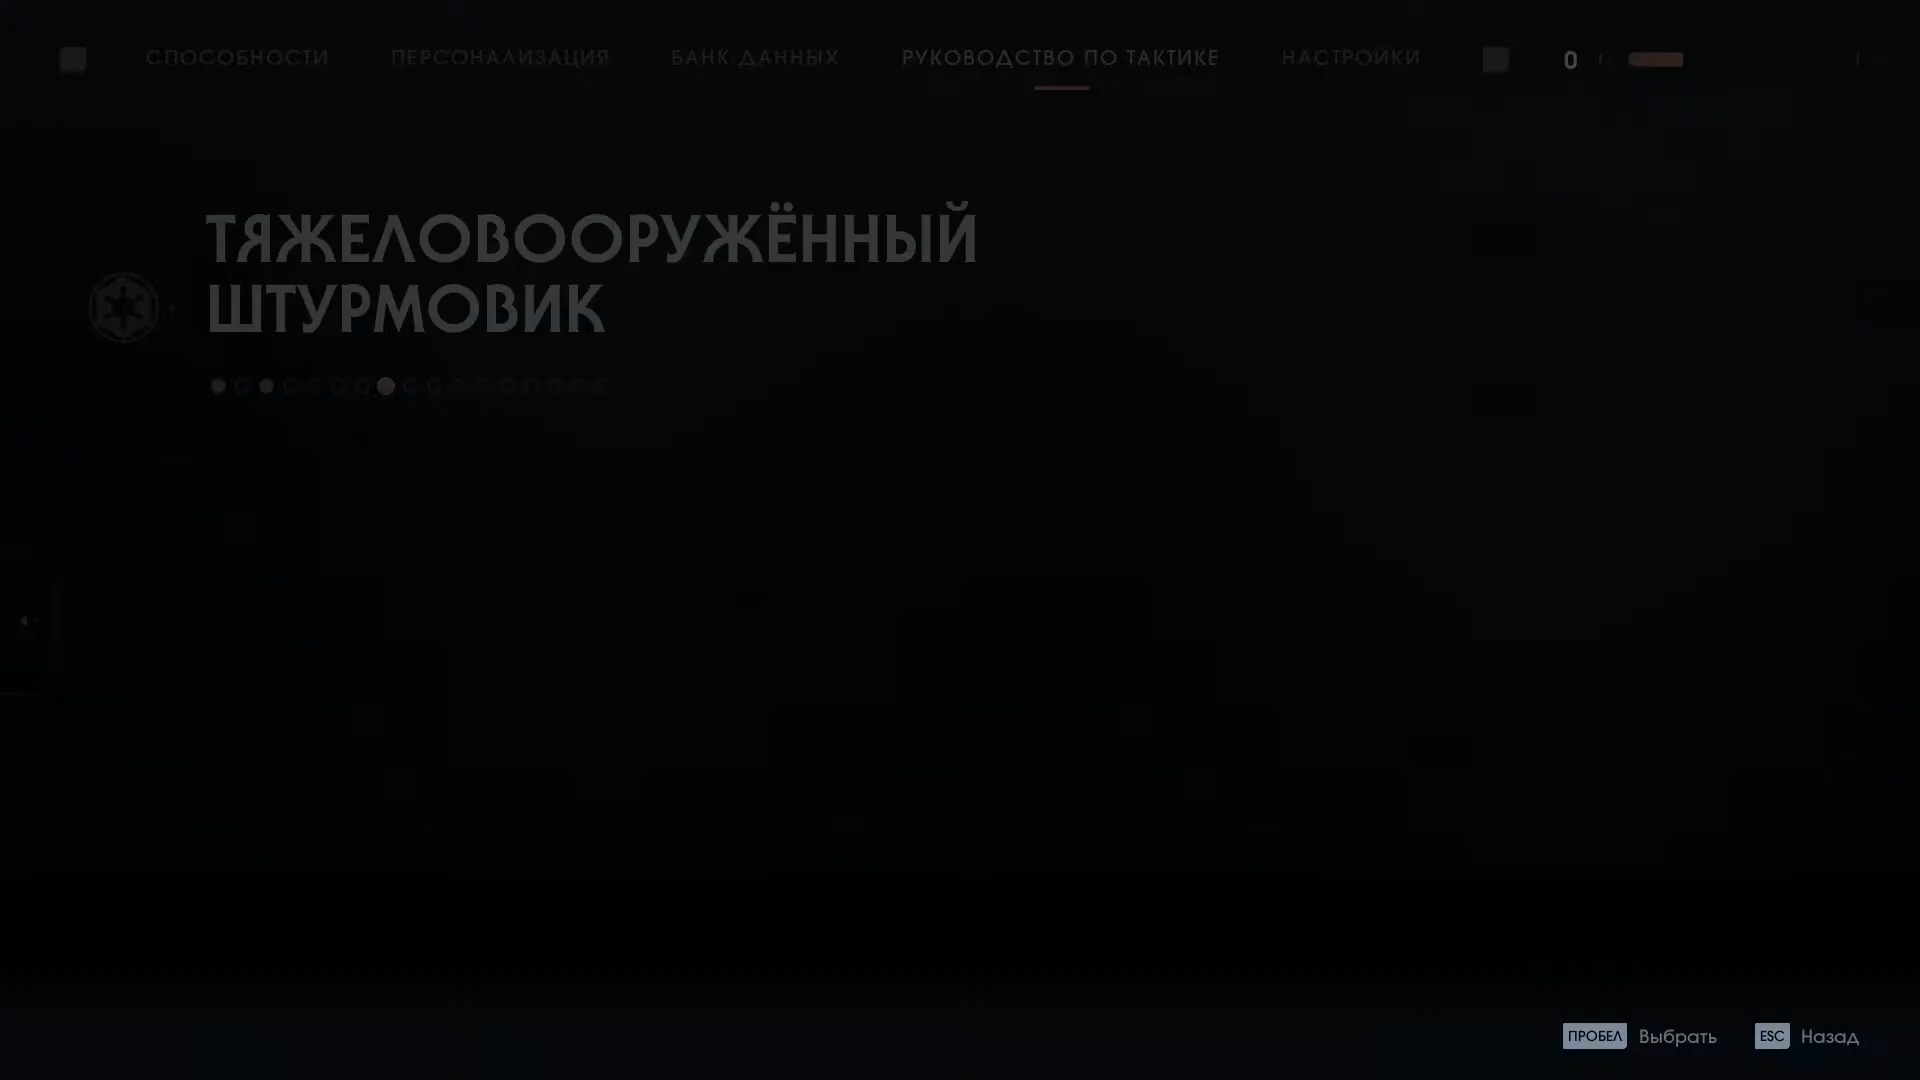 СПОСОБНОСТИ ПЕРСОНАЛИЗАЦИЯ БАНК ДАННЫХ РУКОВОДСТВО ПО ТАКТИКЕ НАСТРОЙКИ 0
ТЯЖЕЛОВООРУЖЁННЫЙ
ШТУРМОВИК
ПРОБЕЛ Выбрать ESC Назад